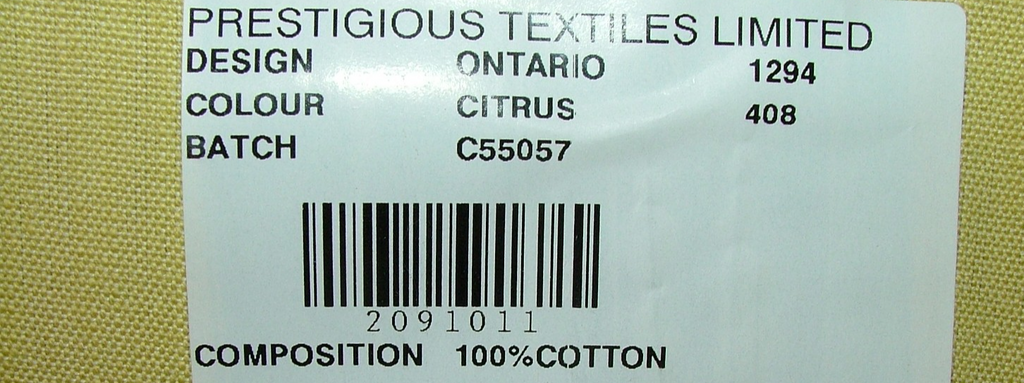 PRESTIGIOUS TEXTILES LIMITED
DESIGN ONTARIO 1294
COLOUR CITRUS 408
BATCH C55057
2091011
COMPOSITION 100%COTTON